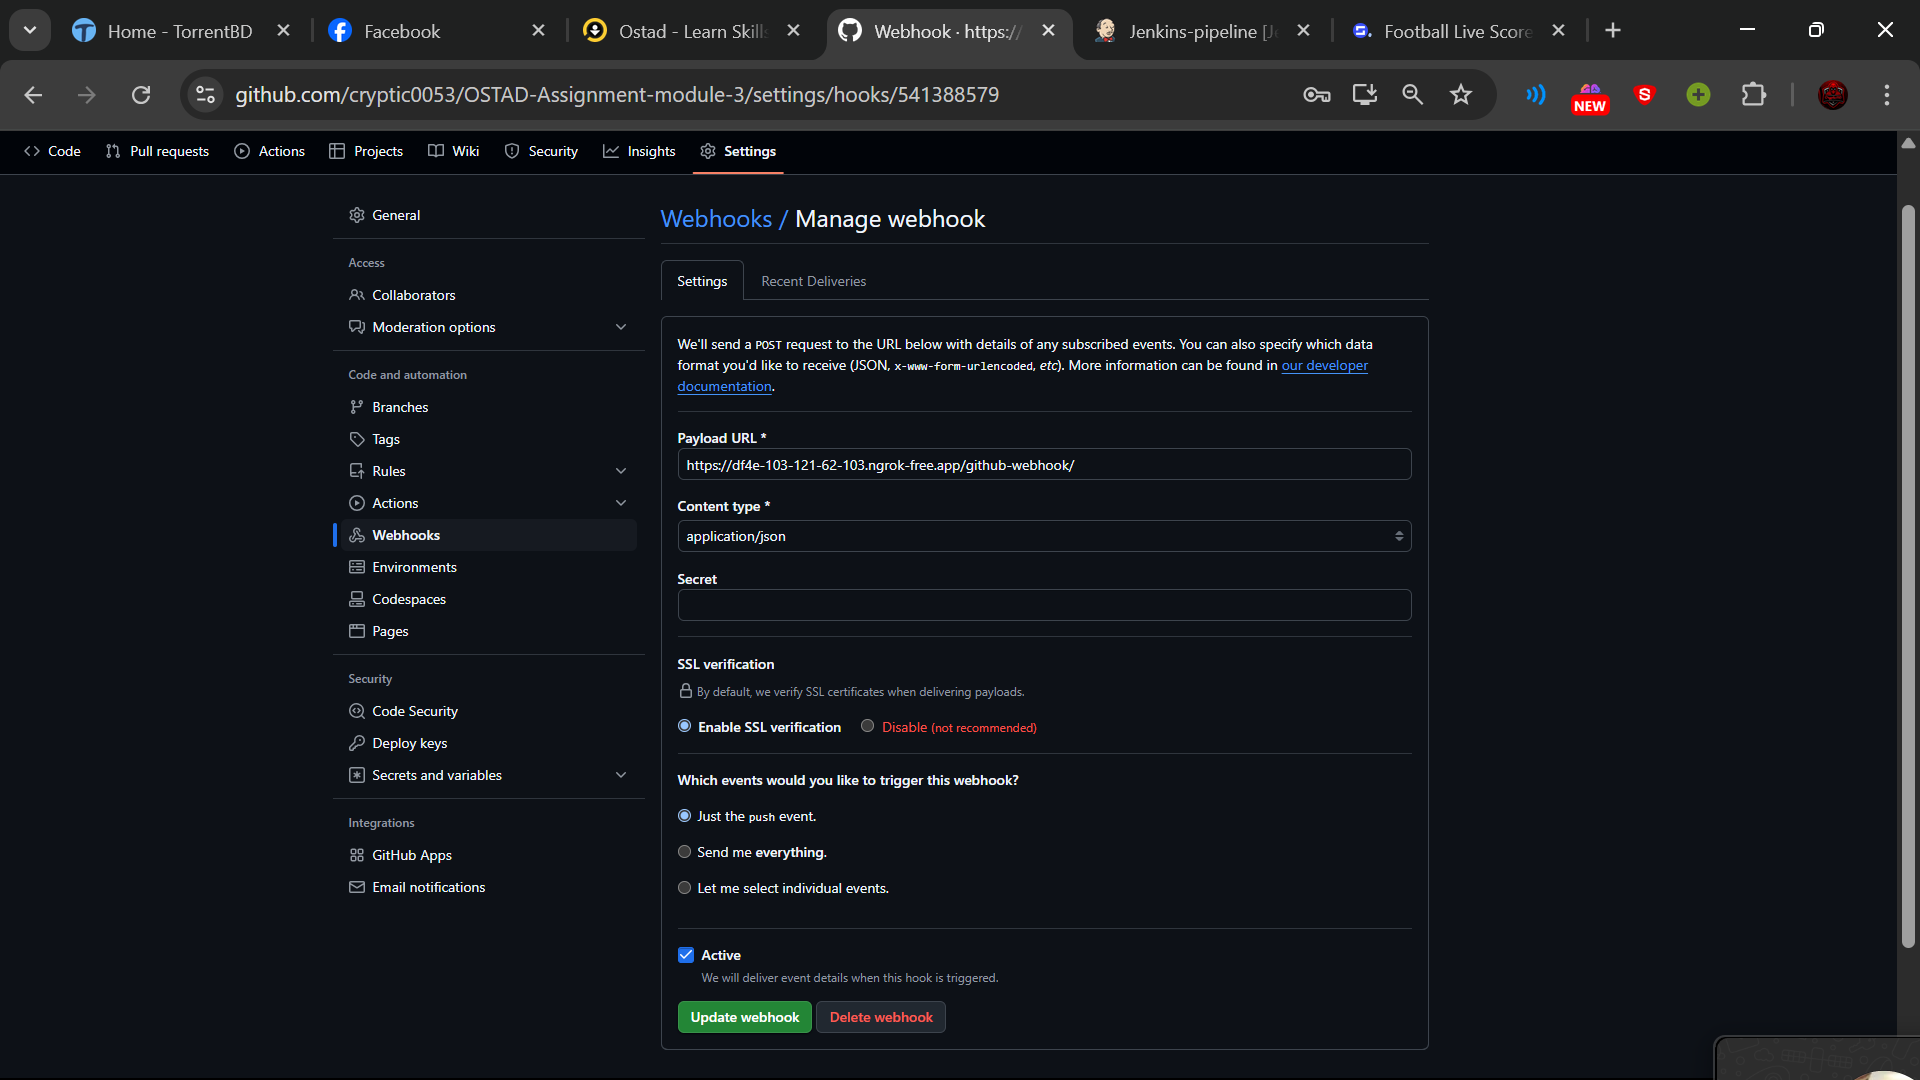 Home - TorrentBD
Facebook
Ostad - Learn Skill
Webhook · https:/
Jenkins-pipeline [J
Football Live Score
github.com/cryptic0053/OSTAD-Assignment-module-3/settings/hooks/541388579
NEW
Code
Pull requests
Actions
Projects
Wiki
Security
Insights
Settings
General
Access
Collaborators
Moderation options
Code and automation
Branches
Tags
Rules
Actions
Webhooks
Environments
Codespaces
Pages
Security
Code Security
Deploy keys
Secrets and variables
Integrations
GitHub Apps
Email notifications
Webhooks / Manage webhook
Settings
Recent Deliveries
We'll send a POST request to the URL below with details of any subscribed events. You can also specify which data
format you'd like to receive (JSON, x-www-form-urlencoded, etc). More information can be found in our developer
documentation.
Payload URL *
https://df4e-103-121-62-103.ngrok-free.app/github-webhook/
Content type *
application/json
Secret
SSL verification
By default, we verify SSL certificates when delivering payloads.
Enable SSL verification
Disable (not recommended)
Which events would you like to trigger this webhook?
Just the push event.
Send me everything.
Let me select individual events.
Active
We will deliver event details when this hook is triggered.
Update webhook
Delete webhook